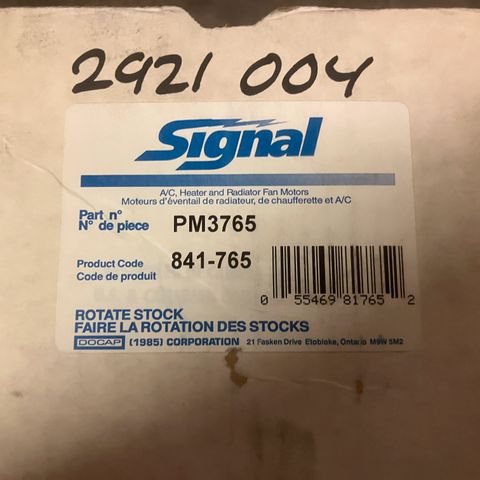 2921 004
Signal
A/C, Heater and Radiator Fan Motors
Moteurs d'éventail de radiateur, de chaufferette et A/C
Part n°
N° de piece PM3765
Product Code
Code de produit 841-765
0 55469 81765 2
ROTATE STOCK
FAIRE LA ROTATION DES STOCKS
DOCAP (1985) CORPORATION 21 Fasken Drive Etobicoke, Ontario M9W 5M2